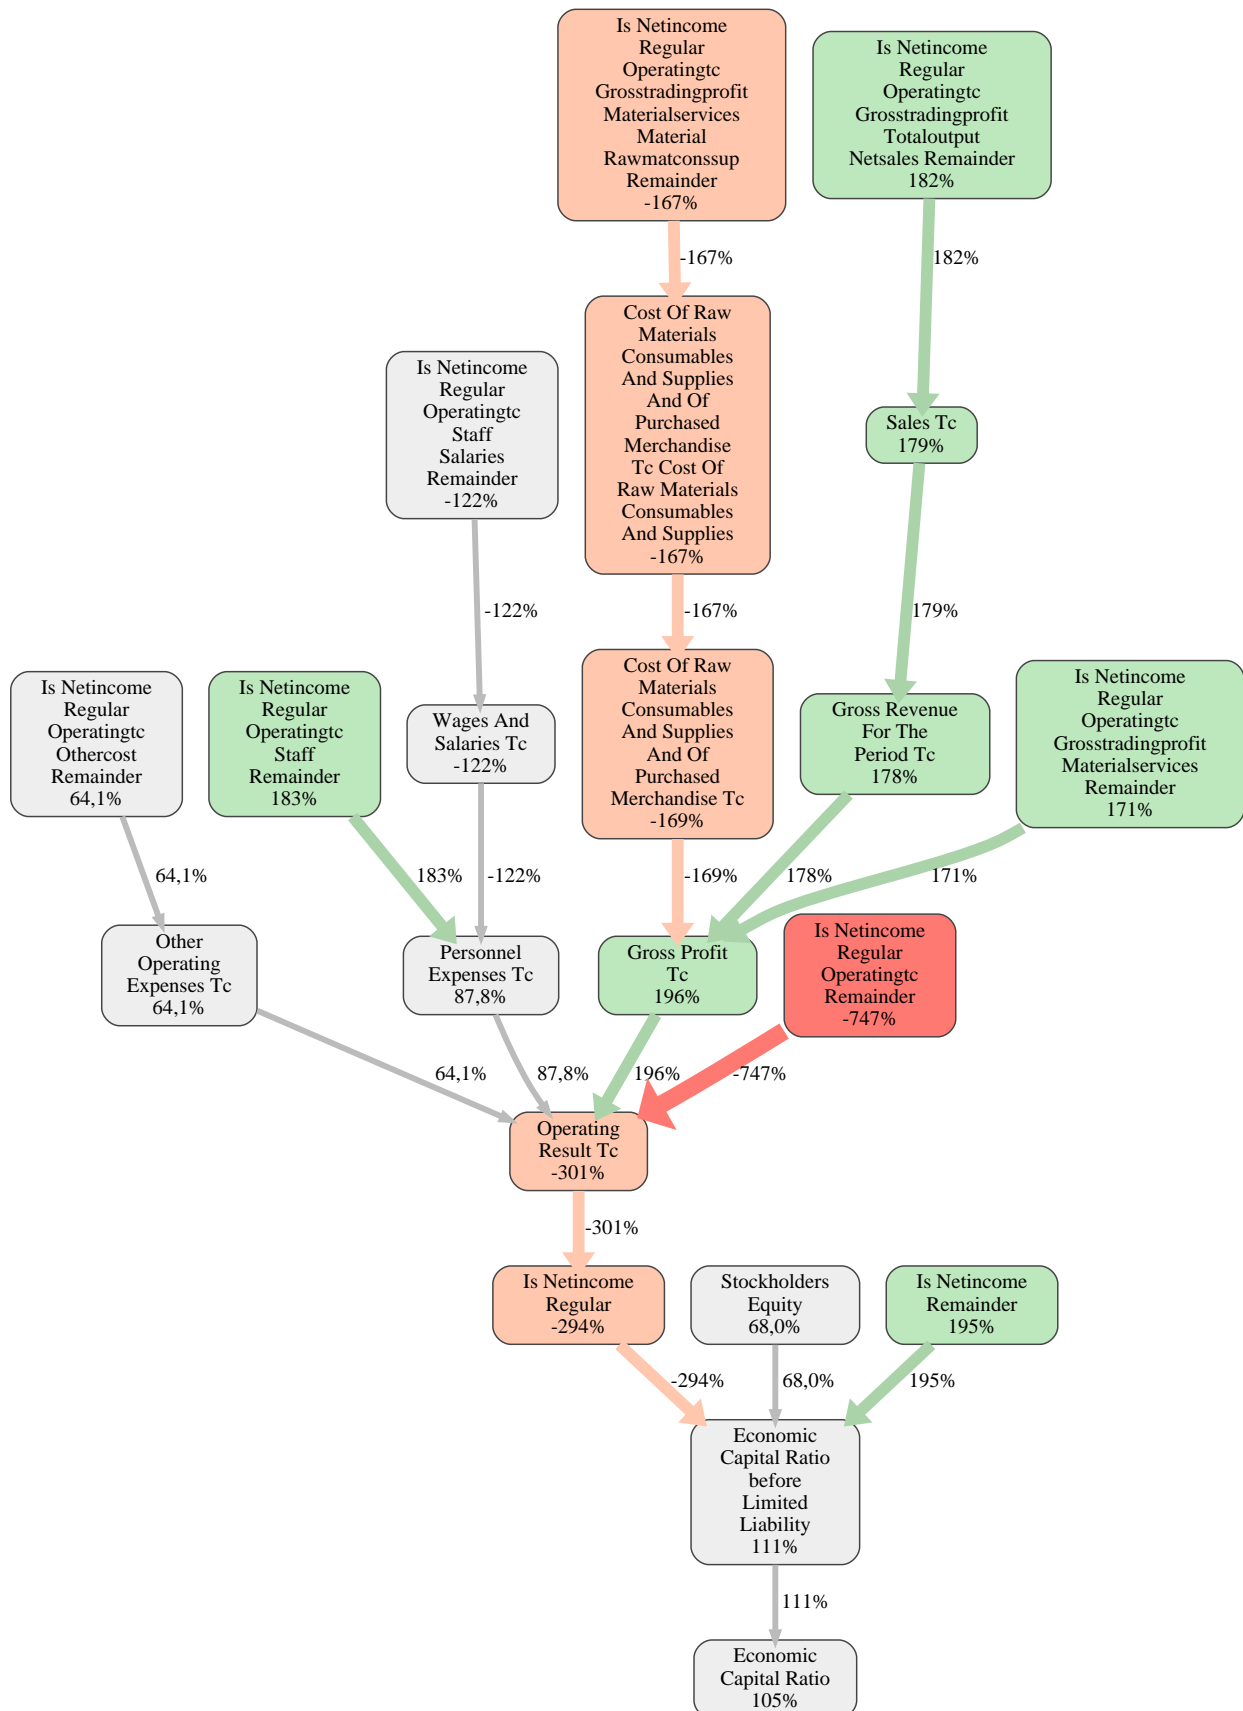 Is Netincome
Regular
Operatingtc
Grosstradingprofit
Materialservices
Material
Rawmatconssup
Remainder
-167%
Is Netincome
Regular
Operatingtc
Grosstradingprofit
Totaloutput
Netsales Remainder
182%
-167%
182%
Cost Of Raw
Materials
Consumables
And Supplies
And Of
Purchased
Merchandise
Tc Cost Of
Raw Materials
Consumables
And Supplies
-167%
Is Netincome
Regular
Operatingtc
Staff
Salaries
Remainder
-122%
Sales Tc
179%
-122%
-167%
179%
Is Netincome
Regular
Operatingtc
Othercost
Remainder
64,1%
Is Netincome
Regular
Operatingtc
Staff
Remainder
183%
Wages And
Salaries Tc
-122%
Cost Of Raw
Materials
Consumables
And Supplies
And Of
Purchased
Merchandise Tc
-169%
Gross Revenue
For The
Period Tc
178%
Is Netincome
Regular
Operatingtc
Grosstradingprofit
Materialservices
Remainder
171%
64,1%
183%
-122%
-169%
178%
171%
Other
Operating
Expenses Tc
64,1%
Personnel
Expenses Tc
87,8%
Gross Profit
Tc
196%
Is Netincome
Regular
Operatingtc
Remainder
-747%
64,1%
87,8%
196%
-747%
Operating
Result Tc
-301%
-301%
Is Netincome
Regular
-294%
Stockholders
Equity
68,0%
Is Netincome
Remainder
195%
-294%
68,0%
195%
Economic
Capital Ratio
before
Limited
Liability
111%
111%
Economic
Capital Ratio
105%